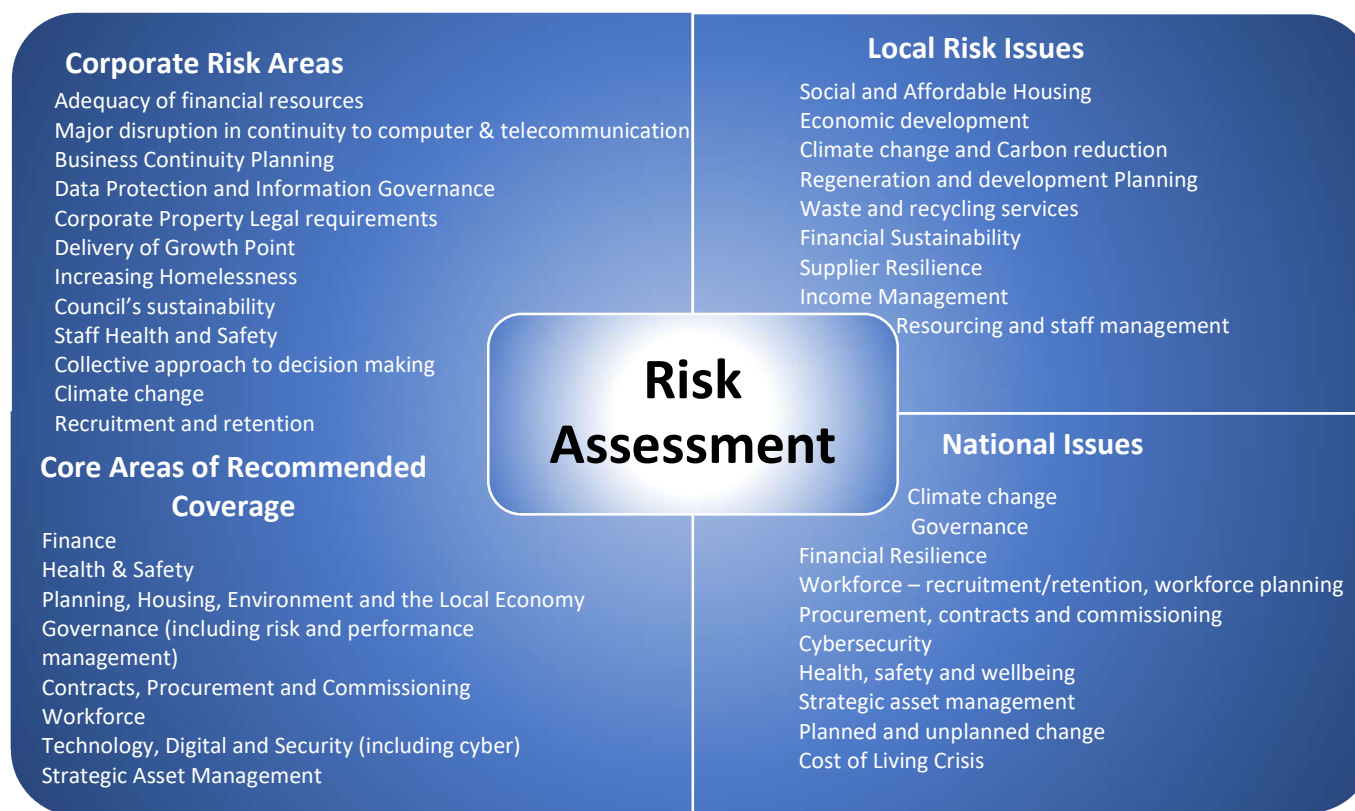 Corporate Risk Areas
Adequacy of financial resources
Major disruption in continuity to computer & telecommunication
Business Continuity Planning
Data Protection and Information Governance
Corporate Property Legal requirements
Delivery of Growth Point
Increasing Homelessness
Council’s sustainability
Staff Health and Safety
Collective approach to decision making
Climate change
Recruitment and retention
Local Risk Issues
Social and Affordable Housing
Economic development
Climate change and Carbon reduction
Regeneration and development Planning
Waste and recycling services
Financial Sustainability
Supplier Resilience
Income Management
Resourcing and staff management
Risk
Assessment
Core Areas of Recommended
Coverage
Finance
Health & Safety
Planning, Housing, Environment and the Local Economy
Governance (including risk and performance
management)
Contracts, Procurement and Commissioning
Workforce
Technology, Digital and Security (including cyber)
Strategic Asset Management
National Issues
Climate change
Governance
Financial Resilience
Workforce – recruitment/retention, workforce planning
Procurement, contracts and commissioning
Cybersecurity
Health, safety and wellbeing
Strategic asset management
Planned and unplanned change
Cost of Living Crisis